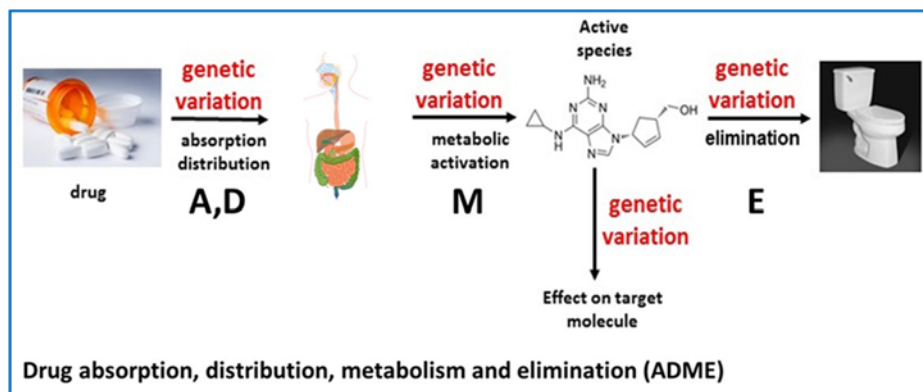 drug
genetic
variation
absorption
distribution
A,D
genetic
variation
metabolic
activation
M
Active
species
NH₂
N
N
N
H
N
N
OH
genetic
variation
Effect on target
molecule
genetic
variation
elimination
E
Drug absorption, distribution, metabolism and elimination (ADME)